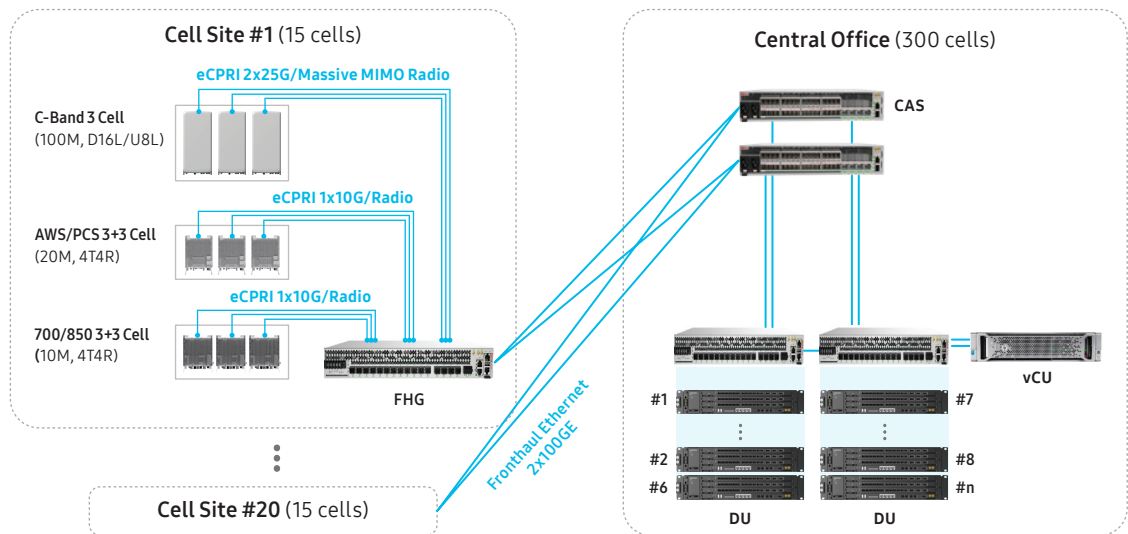 Cell Site #1 (15 cells)
eCPRI 2x25G/Massive MIMO Radio
C-Band 3 Cell
(100M, D16L/U8L)
eCPRI 1x10G/Radio
AWS/PCS 3+3 Cell
(20M, 4T4R)
eCPRI 1x10G/Radio
700/850 3+3 Cell
(10M, 4T4R)
FHG
Cell Site #20 (15 cells)
Fronthaul Ethernet
2x100GE
Central Office (300 cells)
CAS
vCU
#1
#7
#2
#8
#6
#n
DU
DU